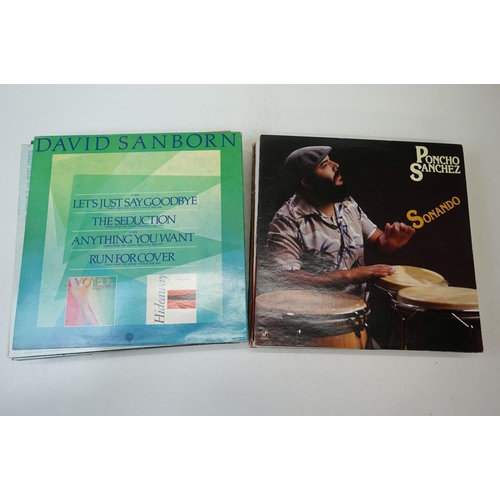 DAVID SANBORN
LET'S JUST SAY GOODBYE
THE SEDUCTION
ANYTHING YOU WANT
RUN FOR COVER
Hideaway
PONCHO
SANCHEZ
SONANDO